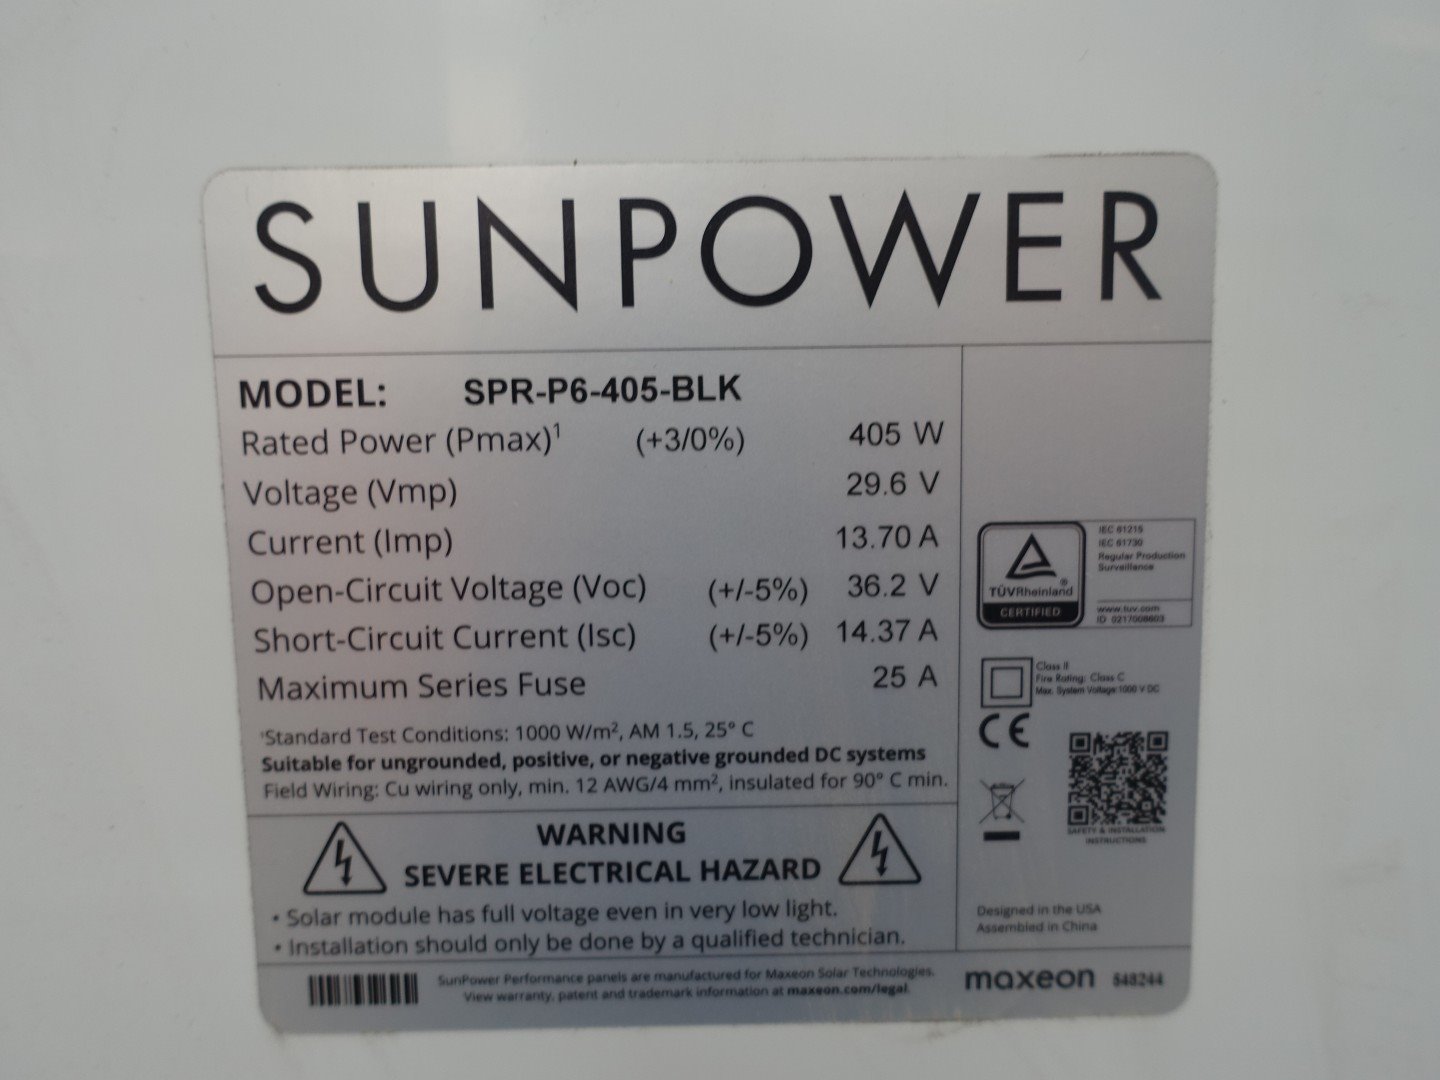 SUNPOWER
MODEL: SPR-P6-405-BLK
Rated Power (Pmax)¹ (+3/0%) 405 W
Voltage (Vmp) 29.6 V
Current (Imp) 13.70 A
Open-Circuit Voltage (Voc) (+/-5%) 36.2 V
Short-Circuit Current (Isc) (+/-5%) 14.37 A
Maximum Series Fuse 25 A
¹Standard Test Conditions: 1000 W/m², AM 1.5, 25° C
Suitable for ungrounded, positive, or negative grounded DC systems
Field Wiring: Cu wiring only, min. 12 AWG/4 mm², insulated for 90° C min.
WARNING
SEVERE ELECTRICAL HAZARD
• Solar module has full voltage even in very low light.
• Installation should only be done by a qualified technician.
TÜVRheinland®
CERTIFIED
IEC 61215
IEC 61730
Regular Production
Surveillance
www.tuv.com
ID 0217008603
Class II
Fire Rating: Class C
Max. System Voltage:1000 V DC
CE
SAFETY & INSTALLATION
INSTRUCTIONS
Designed in the USA
Assembled in China
SunPower Performance panels are manufactured for Maxeon Solar Technologies.
View warranty, patent and trademark information at maxeon.com/legal.
maxeon 548244